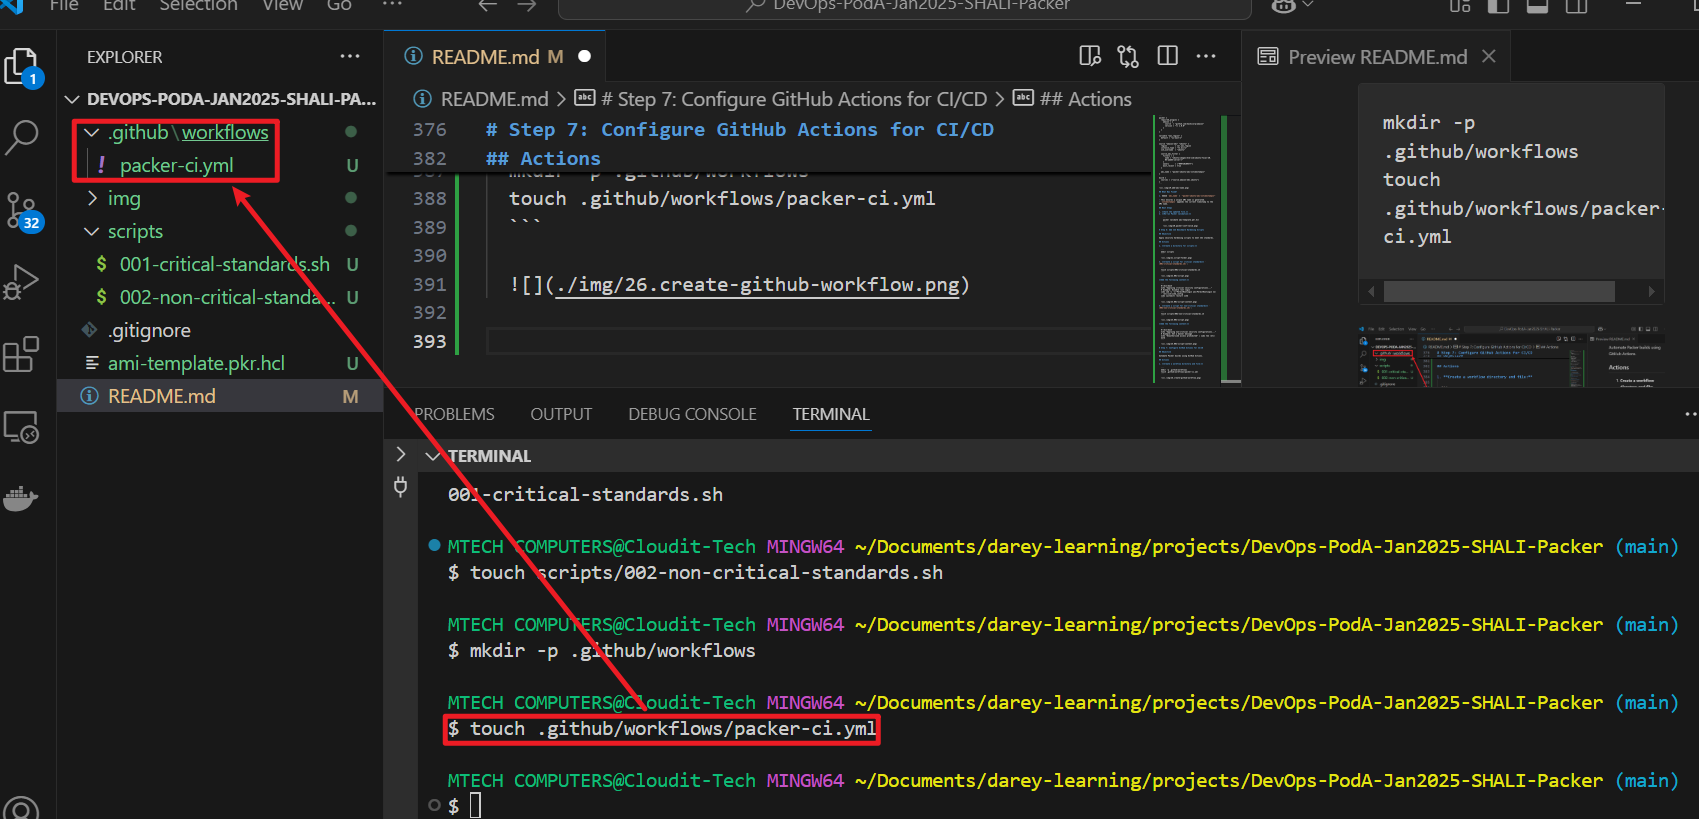 File Edit Selection View Go ···
DevOps-PodA-Jan2025-SHALI-Packer
EXPLORER ···
DEVOPS-PODA-JAN2025-SHALI-PA...
.github\workflows
! packer-ci.yml U
img
scripts
$ 001-critical-standards.sh U
$ 002-non-critical-standa... U
.gitignore
ami-template.pkr.hcl U
README.md M
1
32
README.md M
README.md > # Step 7: Configure GitHub Actions for CI/CD > ## Actions
376 # Step 7: Configure GitHub Actions for CI/CD
382 ## Actions
387 mkdir -p .github/workflows
388 touch .github/workflows/packer-ci.yml
389 ```
390
391 ![](./img/26.create-github-workflow.png)
392
393
Preview README.md
mkdir -p
.github/workflows
touch
.github/workflows/packer-
ci.yml
PROBLEMS OUTPUT DEBUG CONSOLE TERMINAL
TERMINAL
001-critical-standards.sh
MTECH COMPUTERS@Cloudit-Tech MINGW64 ~/Documents/darey-learning/projects/DevOps-PodA-Jan2025-SHALI-Packer (main)
$ touch scripts/002-non-critical-standards.sh
MTECH COMPUTERS@Cloudit-Tech MINGW64 ~/Documents/darey-learning/projects/DevOps-PodA-Jan2025-SHALI-Packer (main)
$ mkdir -p .github/workflows
MTECH COMPUTERS@Cloudit-Tech MINGW64 ~/Documents/darey-learning/projects/DevOps-PodA-Jan2025-SHALI-Packer (main)
$ touch .github/workflows/packer-ci.yml
MTECH COMPUTERS@Cloudit-Tech MINGW64 ~/Documents/darey-learning/projects/DevOps-PodA-Jan2025-SHALI-Packer (main)
$